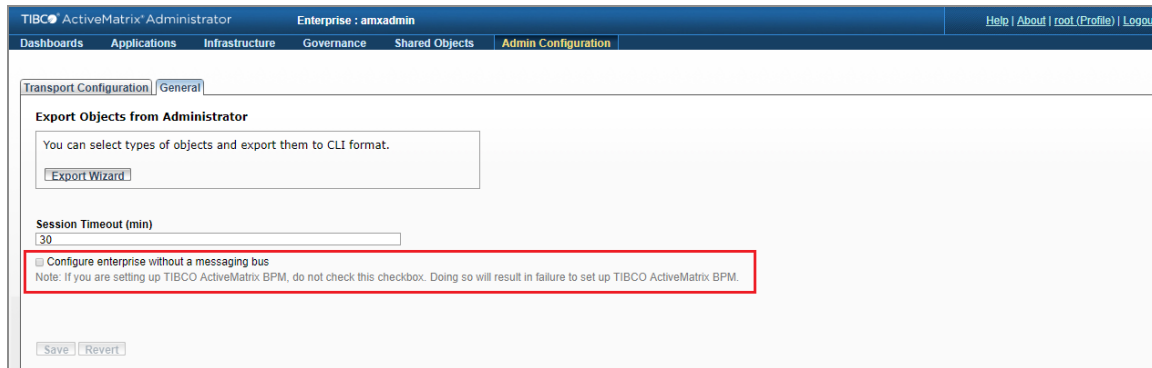 TIBCO® ActiveMatrix® Administrator Enterprise : amxadmin Help | About | root (Profile) | Logou
Dashboards Applications Infrastructure Governance Shared Objects Admin Configuration
Transport Configuration General
Export Objects from Administrator
You can select types of objects and export them to CLI format.
Export Wizard
Session Timeout (min)
30
Configure enterprise without a messaging bus
Note: If you are setting up TIBCO ActiveMatrix BPM, do not check this checkbox. Doing so will result in failure to set up TIBCO ActiveMatrix BPM.
Save Revert